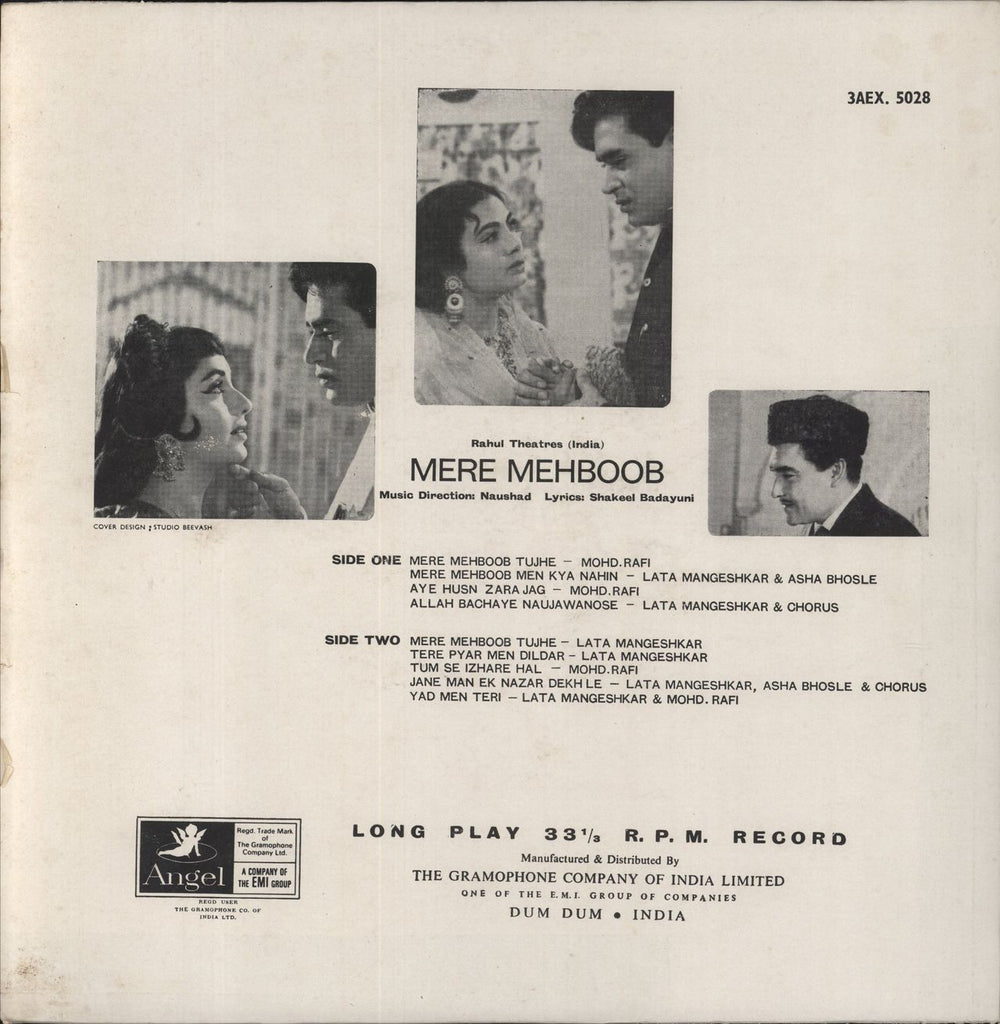 3AEX. 5028
Rahul Theatres (India)
MERE MEHBOOB
Music Direction: Naushad Lyrics: Shakeel Badayuni
COVER DESIGN : STUDIO BEEVASH
SIDE ONE MERE MEHBOOB TUJHE – MOHD.RAFI
MERE MEHBOOB MEN KYA NAHIN – LATA MANGESHKAR & ASHA BHOSLE
AYE HUSN ZARA JAG – MOHD.RAFI
ALLAH BACHAYE NAUJAWANOSE – LATA MANGESHKAR & CHORUS
SIDE TWO MERE MEHBOOB TUJHE – LATA MANGESHKAR
TERE PYAR MEN DILDAR – LATA MANGESHKAR
TUM SE IZHARE HAL – MOHD.RAFI
JANE MAN EK NAZAR DEKH LE – LATA MANGESHKAR, ASHA BHOSLE & CHORUS
YAD MEN TERI – LATA MANGESHKAR & MOHD. RAFI
Angel
Regd. Trade Mark
of
The Gramophone
Company Ltd.
A COMPANY OF
THE EMI GROUP
REGD USER
THE GRAMOPHONE CO. OF
INDIA LTD.
LONG PLAY 33 1/3 R. P. M. RECORD
Manufactured & Distributed By
THE GRAMOPHONE COMPANY OF INDIA LIMITED
ONE OF THE E.M.I. GROUP OF COMPANIES
DUM DUM • INDIA